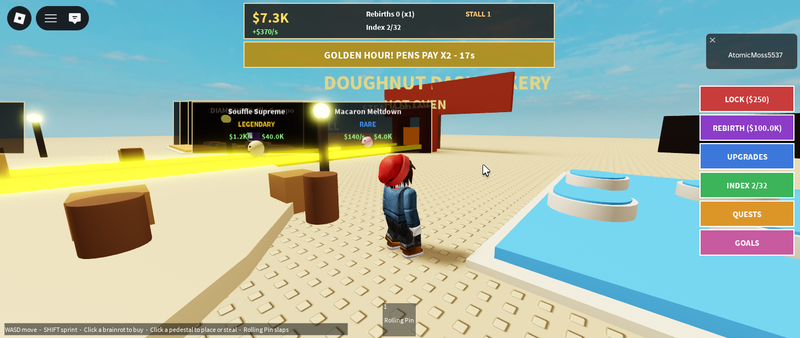 $7.3K
+$370/s
Rebirths 0 (x1)
Index 2/32
STALL 1
GOLDEN HOUR! PENS PAY X2 - 17s
AtomicMoss5537
DOUGHNUT
ERY
OVEN
Souffle Supreme
LEGENDARY
$40.0K
Macaron Meltdown
RARE
$140/s
$4.0K
LOCK ($250)
REBIRTH ($100.0K)
UPGRADES
INDEX 2/32
QUESTS
GOALS
1
Rolling Pin
WASD move - SHIFT sprint - Click a brainrot to buy - Click a pedestal to place or steal - Rolling Pin slaps